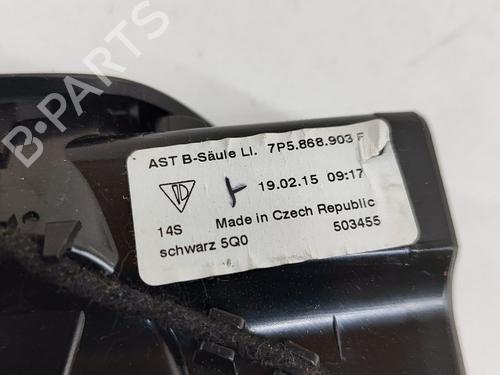 B-PARTS
AST B-Säule LI. 7P5.868.903 F
19.02.15 09:17
14S Made in Czech Republic
schwarz 5Q0 503455